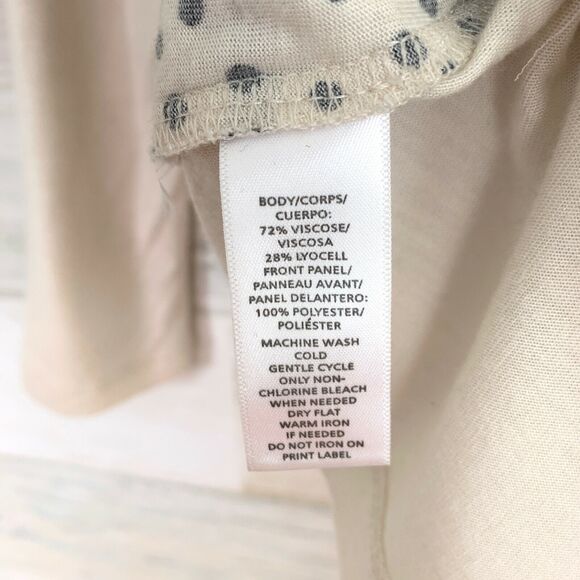 BODY/CORPS/
CUERPO:
72% VISCOSE/
VISCOSA
28% LYOCELL
FRONT PANEL/
PANNEAU AVANT/
PANEL DELANTERO:
100% POLYESTER/
POLIÉSTER
MACHINE WASH
COLD
GENTLE CYCLE
ONLY NON-
CHLORINE BLEACH
WHEN NEEDED
DRY FLAT
WARM IRON
IF NEEDED
DO NOT IRON ON
PRINT LABEL